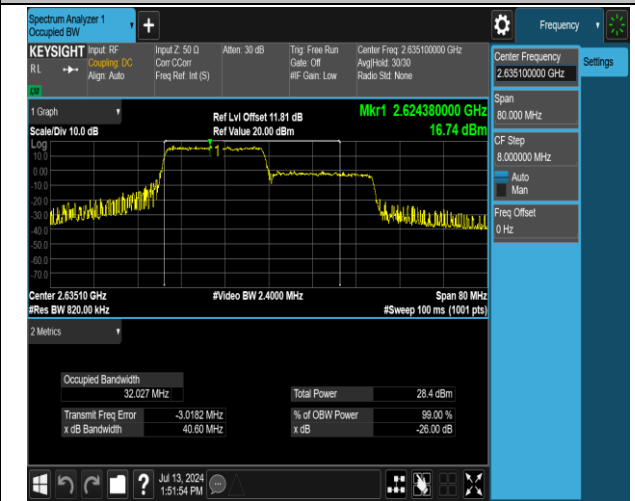 Spectrum Analyzer 1
Occupied BW
Frequency
KEYSIGHT
RL
Input: RF
Coupling: DC
Align: Auto
Input Z: 50 Ω
Corr CCorr
Freq Ref: Int (S)
Atten: 30 dB
Trig: Free Run
Gate: Off
#IF Gain: Low
Center Freq: 2.635100000 GHz
Avg|Hold: 30/30
Radio Std: None
LW
1 Graph
Scale/Div 10.0 dB
Ref Lvl Offset 11.81 dB
Ref Value 20.00 dBm
Mkr1 2.624380000 GHz
16.74 dBm
Log
10.0
0.00
-10.0
-20.0
-30.0
-40.0
-50.0
-60.0
-70.0
1
Center 2.63510 GHz
#Res BW 820.00 kHz
#Video BW 2.4000 MHz
Span 80 MHz
#Sweep 100 ms (1001 pts)
2 Metrics
Occupied Bandwidth
32.027 MHz
Transmit Freq Error -3.0182 MHz
x dB Bandwidth 40.60 MHz
Total Power 28.4 dBm
% of OBW Power 99.00 %
x dB -26.00 dB
Center Frequency
2.635100000 GHz
Settings
Span
80.000 MHz
CF Step
8.000000 MHz
Auto
Man
Freq Offset
0 Hz
?
Jul 13, 2024
1:51:54 PM